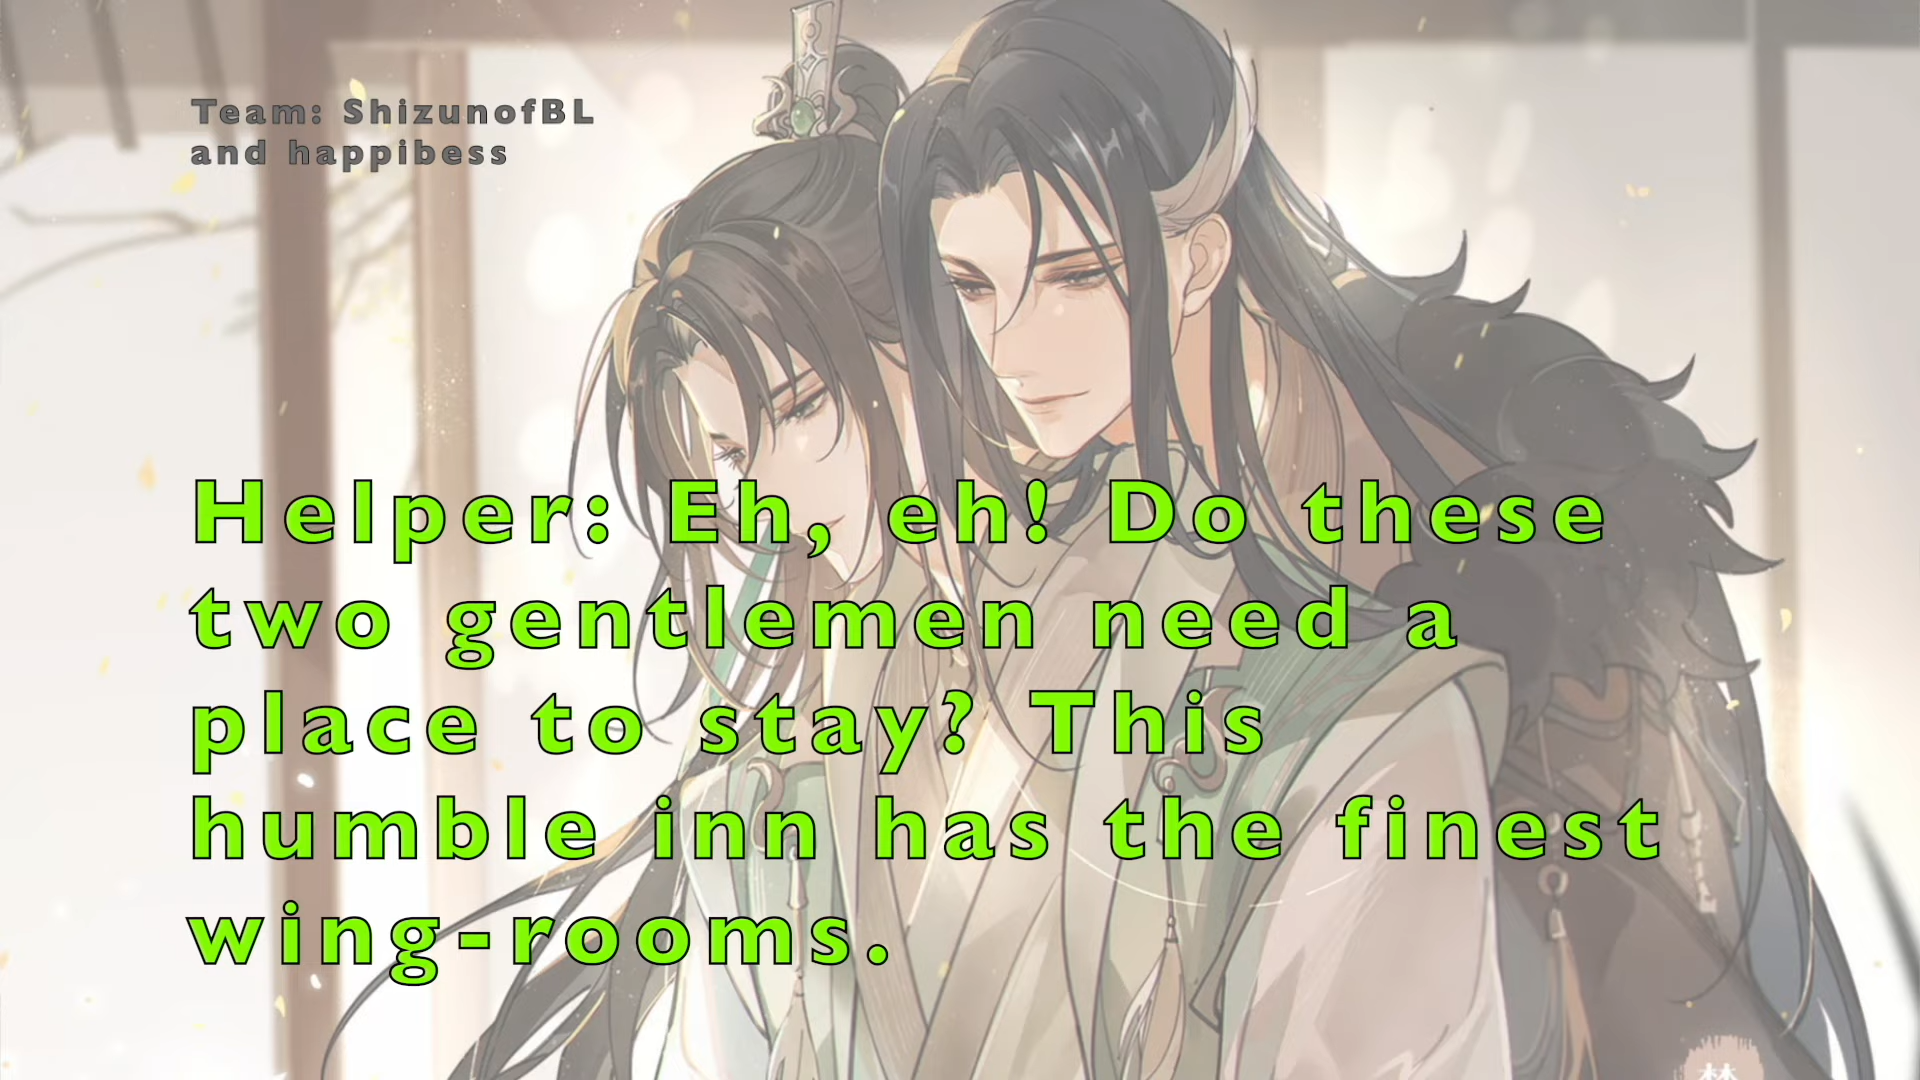 Team: ShizunofBL
and happibess
Helper: Eh, eh! Do these
two gentlemen need a
place to stay? This
humble inn has the finest
wing-rooms.